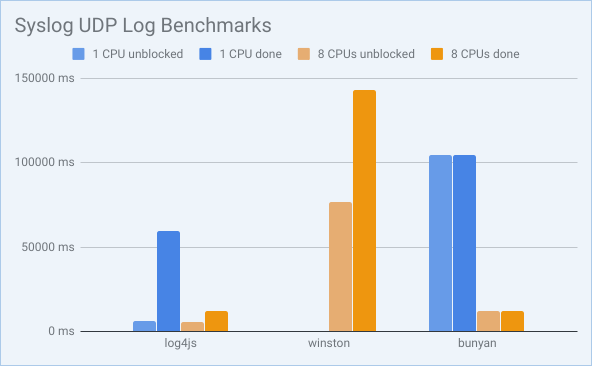 Syslog UDP Log Benchmarks
1 CPU unblocked 1 CPU done 8 CPUs unblocked 8 CPUs done
150000 ms
100000 ms
50000 ms
0 ms
log4js winston bunyan